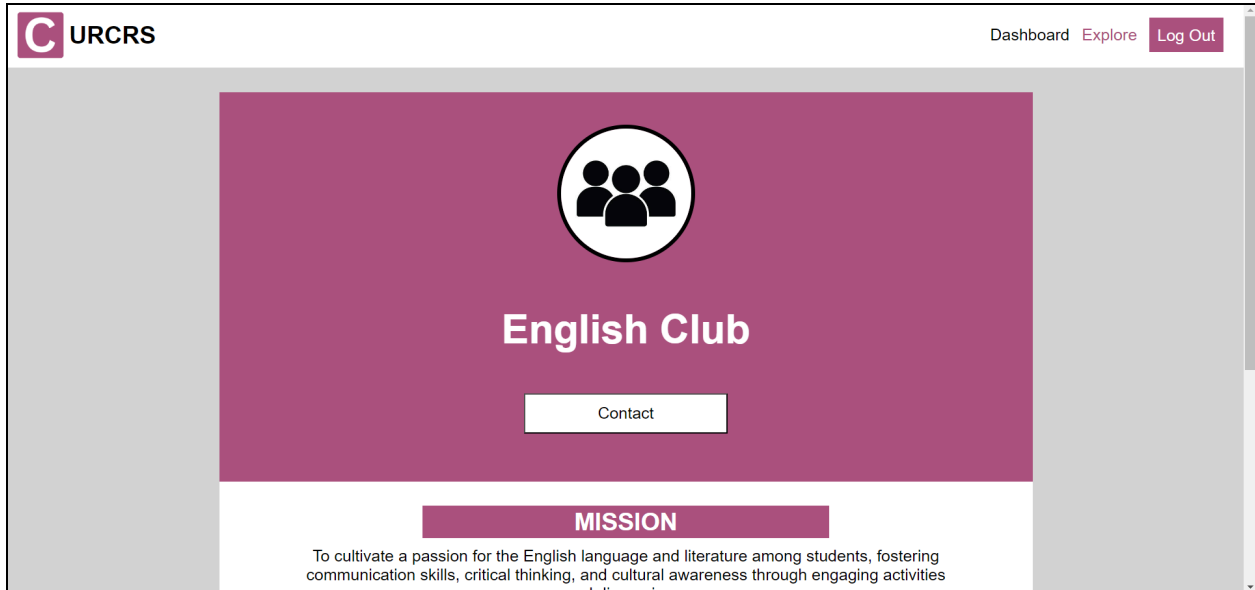 C URCRS
Dashboard Explore Log Out
English Club
Contact
MISSION
To cultivate a passion for the English language and literature among students, fostering
communication skills, critical thinking, and cultural awareness through engaging activities